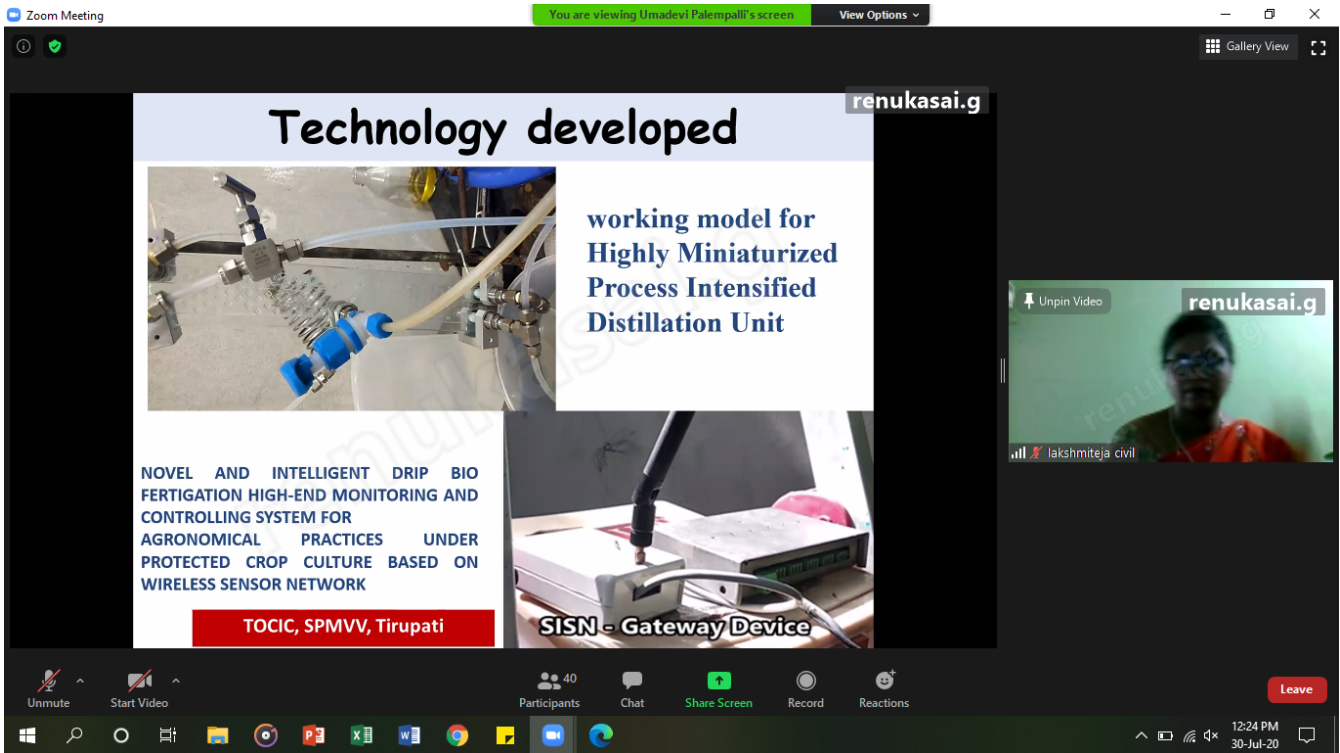 Zoom Meeting
You are viewing Umadevi Palempalli's screen
View Options
Gallery View
renukasai.g
Technology developed
working model for
Highly Miniaturized
Process Intensified
Distillation Unit
Unpin Video
renukasai.g
lakshmiteja civil
NOVEL AND INTELLIGENT DRIP BIO
FERTIGATION HIGH-END MONITORING AND
CONTROLLING SYSTEM FOR
AGRONOMICAL PRACTICES UNDER
PROTECTED CROP CULTURE BASED ON
WIRELESS SENSOR NETWORK
TOCIC, SPMVV, Tirupati
SISN - Gateway Device
renukasai.g
renukasai.g
Unmute
Start Video
40
Participants
Chat
Share Screen
Record
Reactions
Leave
12:24 PM
30-Jul-20